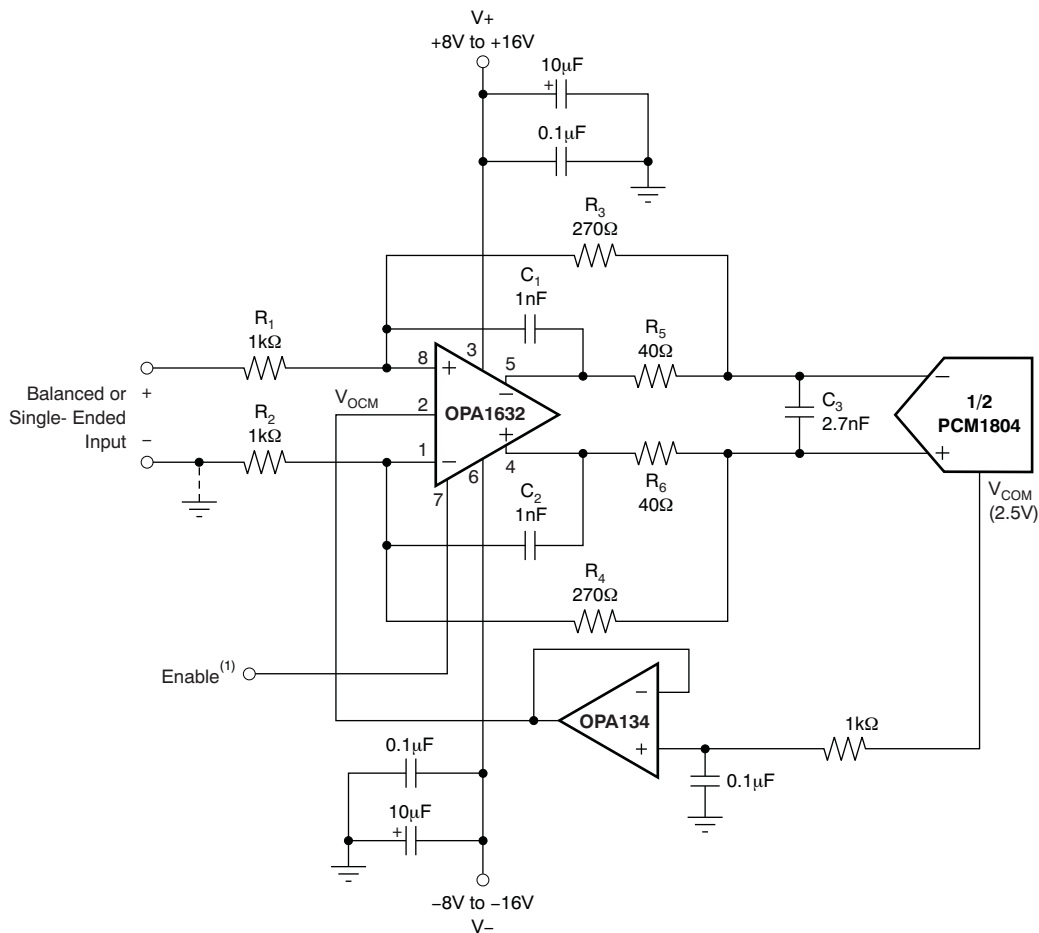 V+
+8V to +16V
10μF
+
0.1μF
R3
270Ω
C1
1nF
R1
1kΩ
R5
40Ω
3
5
8
+
−
Balanced or
Single- Ended
Input
+
−
VOCM
2
OPA1632
C3
2.7nF
−
1/2
PCM1804
+
R2
1kΩ
1
−
+
4
6
7
R6
40Ω
VCOM
(2.5V)
C2
1nF
R4
270Ω
Enable(1)
−
OPA134
+
1kΩ
0.1μF
0.1μF
10μF
+
−8V to −16V
V−